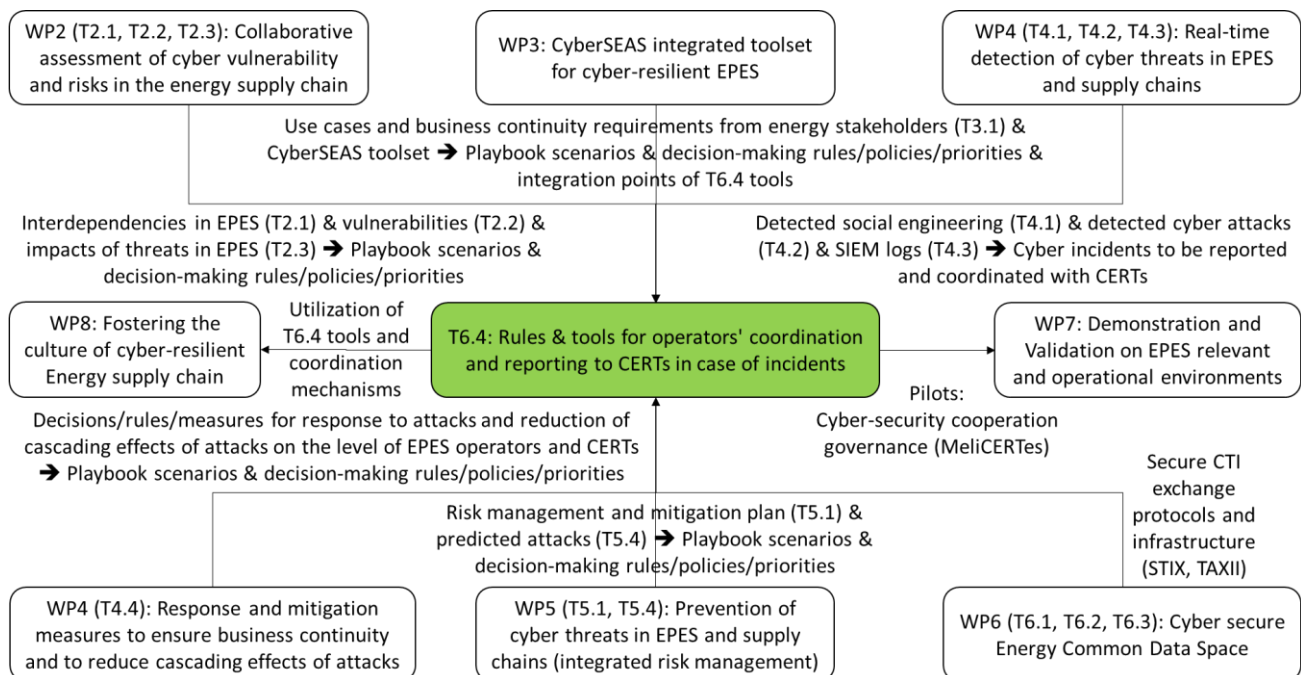 WP2 (T2.1, T2.2, T2.3): Collaborative
assessment of cyber vulnerability
and risks in the energy supply chain
WP3: CyberSEAS integrated toolset
for cyber-resilient EPES
WP4 (T4.1, T4.2, T4.3): Real-time
detection of cyber threats in EPES
and supply chains
Use cases and business continuity requirements from energy stakeholders (T3.1) &
CyberSEAS toolset ➔ Playbook scenarios & decision-making rules/policies/priorities &
integration points of T6.4 tools
Interdependencies in EPES (T2.1) & vulnerabilities (T2.2) &
impacts of threats in EPES (T2.3) ➔ Playbook scenarios &
decision-making rules/policies/priorities
Detected social engineering (T4.1) & detected cyber attacks
(T4.2) & SIEM logs (T4.3) ➔ Cyber incidents to be reported
and coordinated with CERTs
WP8: Fostering the
culture of cyber-resilient
Energy supply chain
Utilization of
T6.4 tools and
coordination
mechanisms
T6.4: Rules & tools for operators' coordination
and reporting to CERTs in case of incidents
WP7: Demonstration and
Validation on EPES relevant
and operational environments
Decisions/rules/measures for response to attacks and reduction of
cascading effects of attacks on the level of EPES operators and CERTs
➔ Playbook scenarios & decision-making rules/policies/priorities
Pilots:
Cyber-security cooperation
governance (MeliCERTes)
Secure CTI
exchange
protocols and
infrastructure
(STIX, TAXII)
Risk management and mitigation plan (T5.1) &
predicted attacks (T5.4) ➔ Playbook scenarios &
decision-making rules/policies/priorities
WP4 (T4.4): Response and mitigation
measures to ensure business continuity
and to reduce cascading effects of attacks
WP5 (T5.1, T5.4): Prevention of
cyber threats in EPES and supply
chains (integrated risk management)
WP6 (T6.1, T6.2, T6.3): Cyber secure
Energy Common Data Space